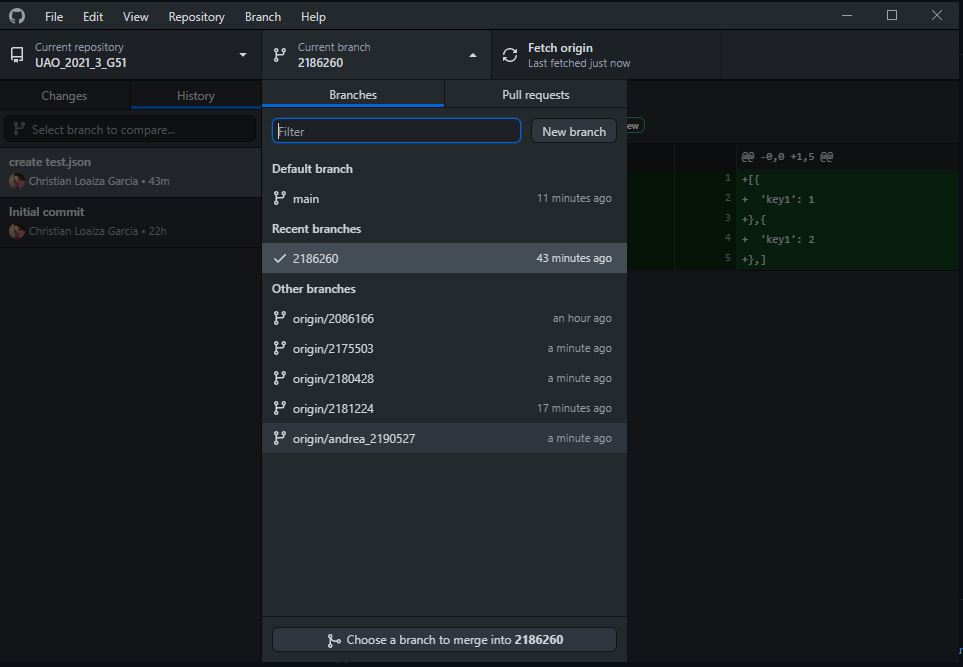 File Edit View Repository Branch Help
Current repository
UAO_2021_3_G51
Current branch
2186260
Fetch origin
Last fetched just now
Changes History
Select branch to compare...
create test.json
Christian Loaiza Garcia • 43m
Initial commit
Christian Loaiza Garcia • 22h
Branches Pull requests
Filter
New branch
Default branch
main 11 minutes ago
Recent branches
2186260 43 minutes ago
Other branches
origin/2086166 an hour ago
origin/2175503 a minute ago
origin/2180428 a minute ago
origin/2181224 17 minutes ago
origin/andrea_2190527 a minute ago
Choose a branch to merge into 2186260
ew
@@ -0,0 +1,5 @@
1 +[{
2 +  'key1': 1
3 +},{
4 +  'key1': 2
5 +},]